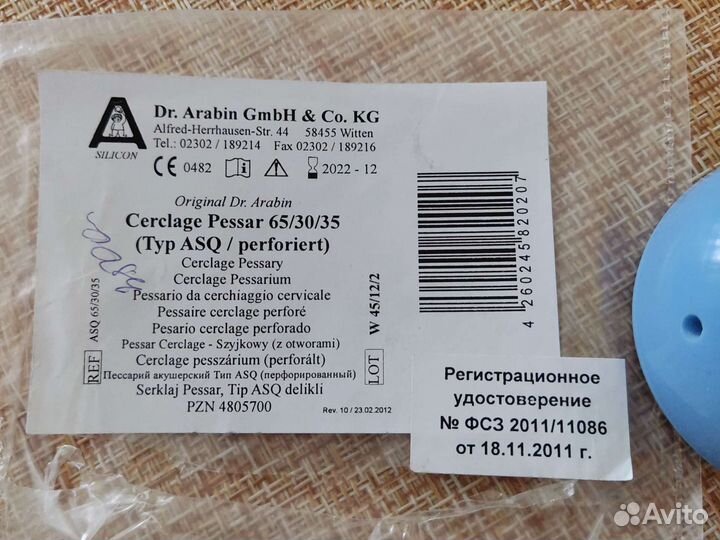 A
SILICON
Dr. Arabin GmbH & Co. KG
Alfred-Herrhausen-Str. 44 58455 Witten
Tel.: 02302 / 189214 Fax 02302 / 189216
CE 0482 2022 - 12
Original Dr. Arabin
Cerclage Pessar 65/30/35
(Typ ASQ / perforiert)
Cerclage Pessary
Cerclage Pessarium
Pessario da cerchiaggio cervicale
Pessaire cerclage perforé
Pesario cerclage perforado
Pessar Cerclage - Szyjkowy (z otworami)
Cerclage pesszárium (perforált)
Пессарий акушерский Тип ASQ (перфорированный)
Serklaj Pessar, Tip ASQ delikli
PZN 4805700
Rev. 10 / 23.02.2012
REF ASQ 65/30/35
LOT W 45/12/2
4 260245 820207
Регистрационное
удостоверение
№ ФСЗ 2011/11086
от 18.11.2011 г.
Avito